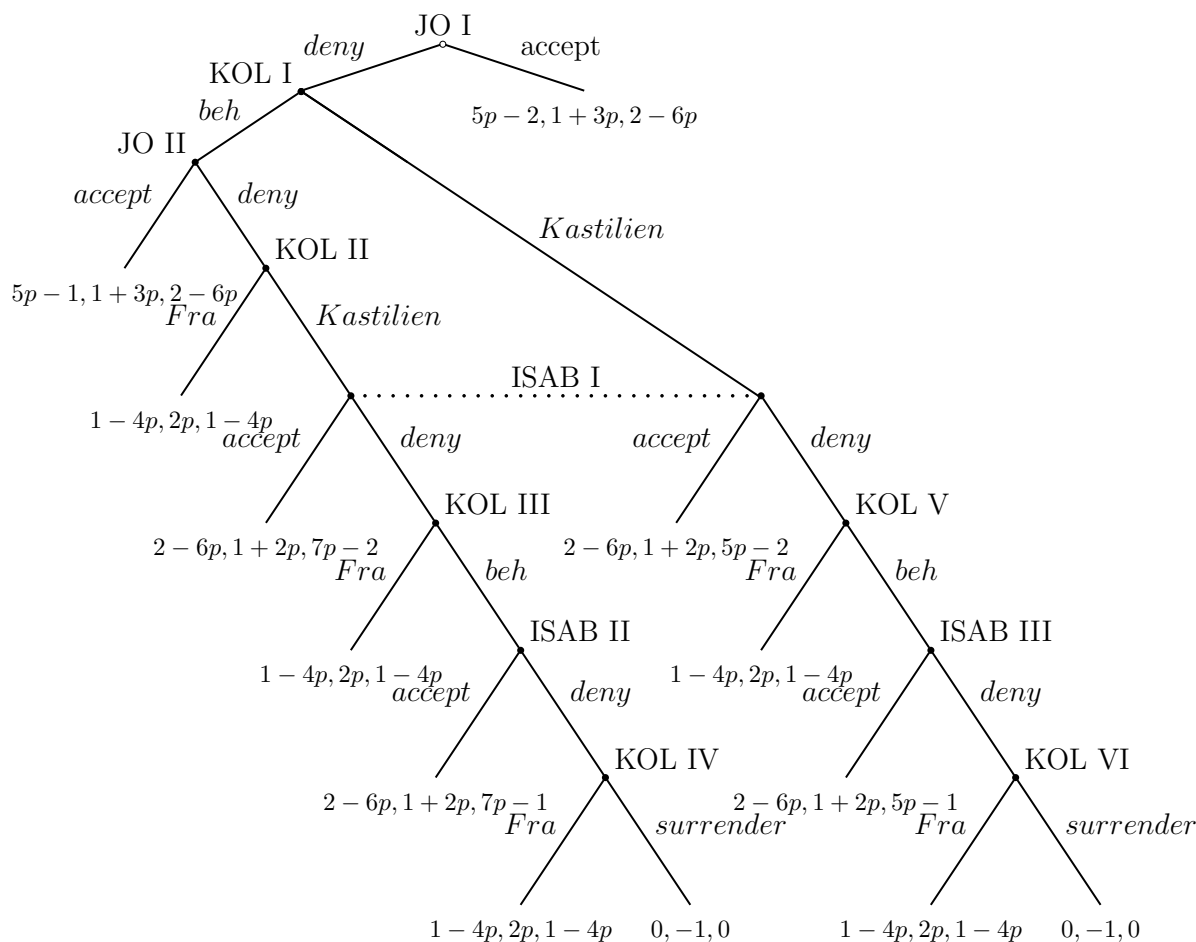 JO I
deny
accept
KOL I
beh
5p − 2, 1 + 3p, 2 − 6p
JO II
accept
deny
Kastilien
KOL II
5p − 1, 1 + 3p, 2 − 6p
Fra
Kastilien
ISAB I
1 − 4p, 2p, 1 − 4p
accept
deny
accept
deny
KOL III
KOL V
2 − 6p, 1 + 2p, 7p − 2
2 − 6p, 1 + 2p, 5p − 2
Fra
beh
Fra
beh
ISAB II
ISAB III
1 − 4p, 2p, 1 − 4p
1 − 4p, 2p, 1 − 4p
accept
deny
accept
deny
KOL IV
KOL VI
2 − 6p, 1 + 2p, 7p − 1
2 − 6p, 1 + 2p, 5p − 1
Fra
surrender
Fra
surrender
1 − 4p, 2p, 1 − 4p
0, −1, 0
1 − 4p, 2p, 1 − 4p
0, −1, 0